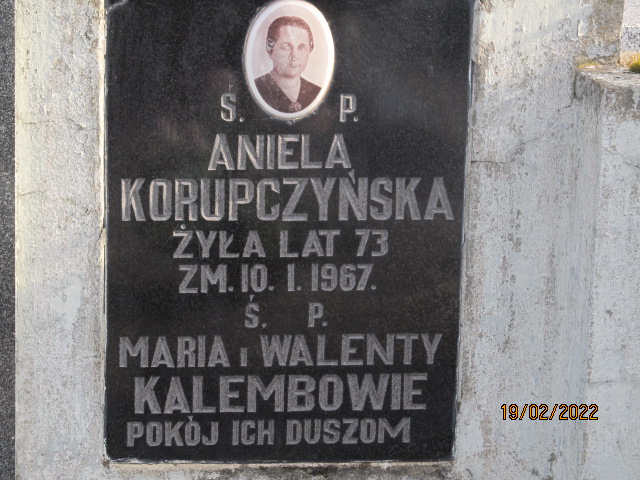 Ś. P.
ANIELA
KORUPCZYŃSKA
ŻYŁA LAT 73
ZM. 10. I. 1967.
Ś. P.
MARIA I WALENTY
KALEMBOWIE
POKÓJ ICH DUSZOM
19/02/2022